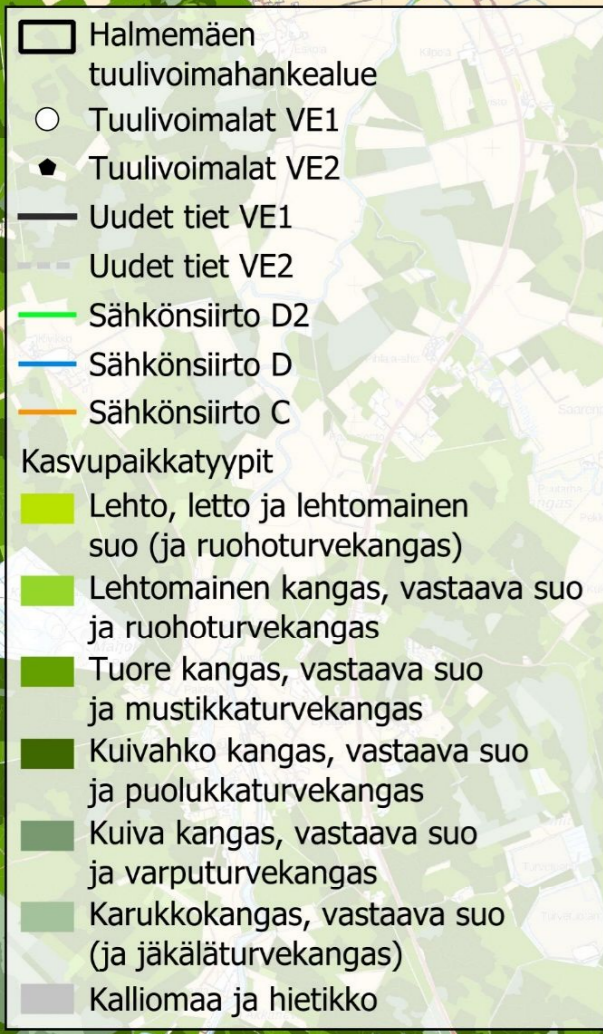 Halmemäen
tuulivoimahankealue
Tuulivoimalat VE1
Tuulivoimalat VE2
Uudet tiet VE1
Uudet tiet VE2
Sähkönsiirto D2
Sähkönsiirto D
Sähkönsiirto C
Kasvupaikkatyypit
Lehto, letto ja lehtomainen
suo (ja ruohoturvekangas)
Lehtomainen kangas, vastaava suo
ja ruohoturvekangas
Tuore kangas, vastaava suo
ja mustikkaturvekangas
Kuivahko kangas, vastaava suo
ja puolukkaturvekangas
Kuiva kangas, vastaava suo
ja varputurvekangas
Karukkokangas, vastaava suo
(ja jäkäläturvekangas)
Kalliomaa ja hietikko